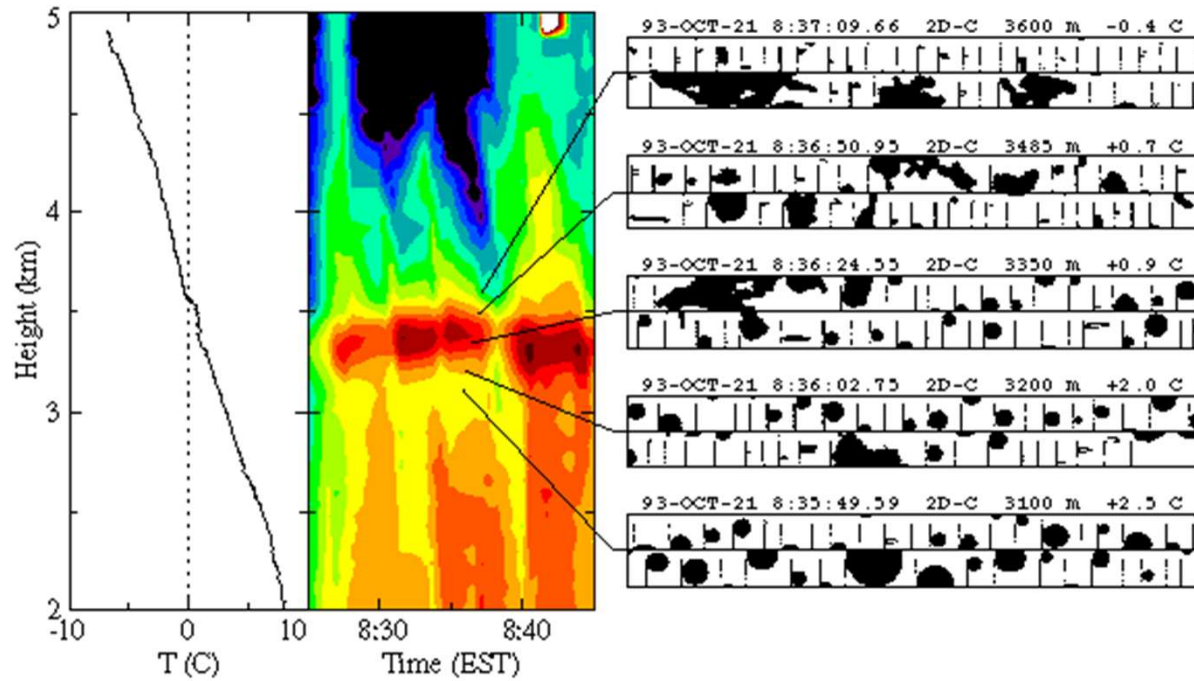 5
4
3
2
Height (km)
-10 0 10
T (C)
8:30 8:40
Time (EST)
93-OCT-21 8:37:09.66 2D-C 3600 m -0.4 C
93-OCT-21 8:36:50.95 2D-C 3485 m +0.7 C
93-OCT-21 8:36:24.55 2D-C 3350 m +0.9 C
93-OCT-21 8:36:02.75 2D-C 3200 m +2.0 C
93-OCT-21 8:35:49.59 2D-C 3100 m +2.5 C